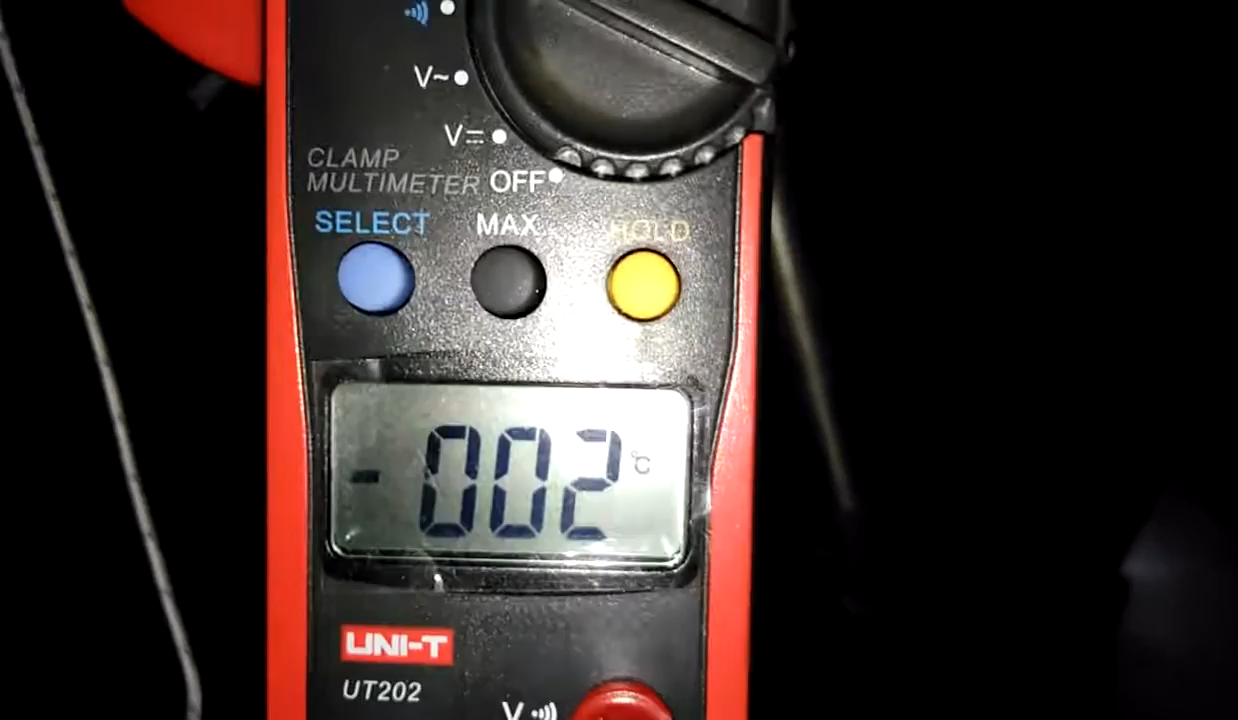 V~
V⎓
CLAMP
MULTIMETER
OFF
SELECT
MAX
HOLD
-002 °C
UNI-T
UT202
V